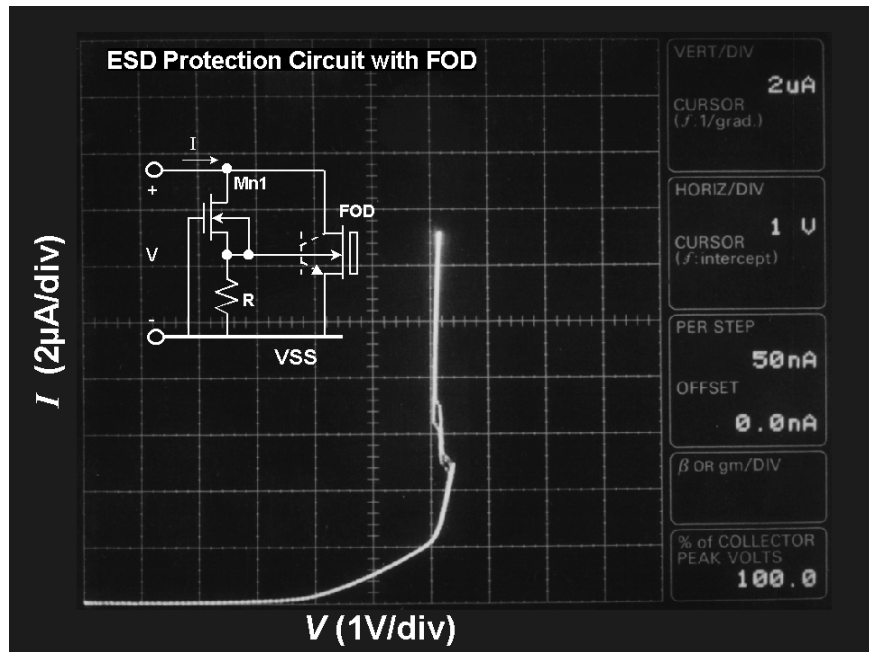 ESD Protection Circuit with FOD
I
+
Mn1
FOD
V
R
-
VSS
I (2μA/div)
V (1V/div)
VERT/DIV
2uA
CURSOR
(f:1/grad.)
HORIZ/DIV
1 V
CURSOR
(f:intercept)
PER STEP
50nA
OFFSET
0.0nA
β OR gm/DIV
% of COLLECTOR
PEAK VOLTS
100.0